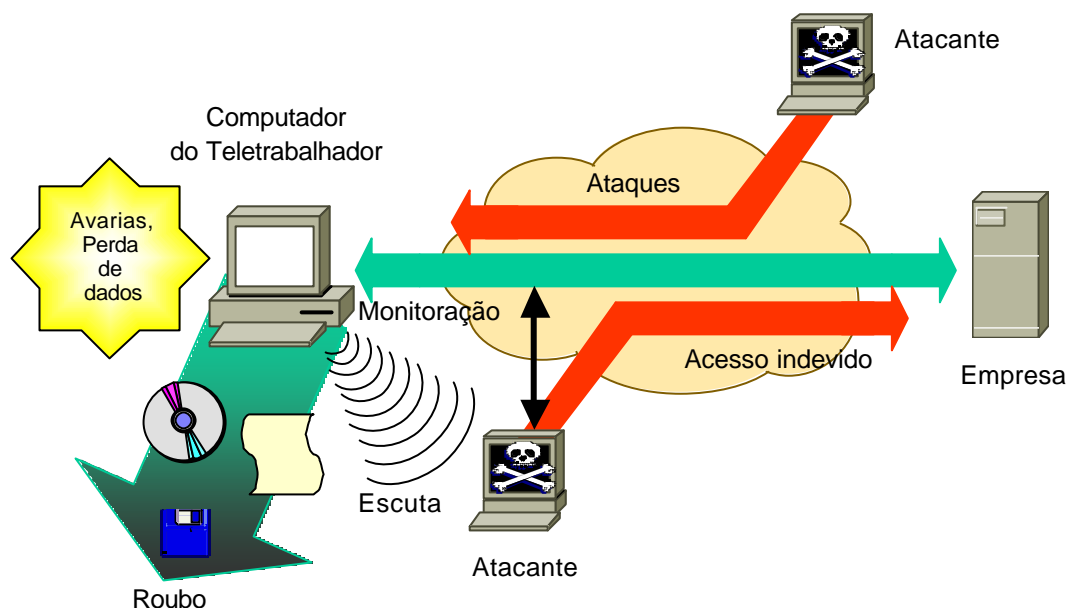 Atacante
Computador
do Teletrabalhador
Ataques
Avarias,
Perda
de
dados
Monitoração
Acesso indevido
Empresa
Escuta
Atacante
Roubo